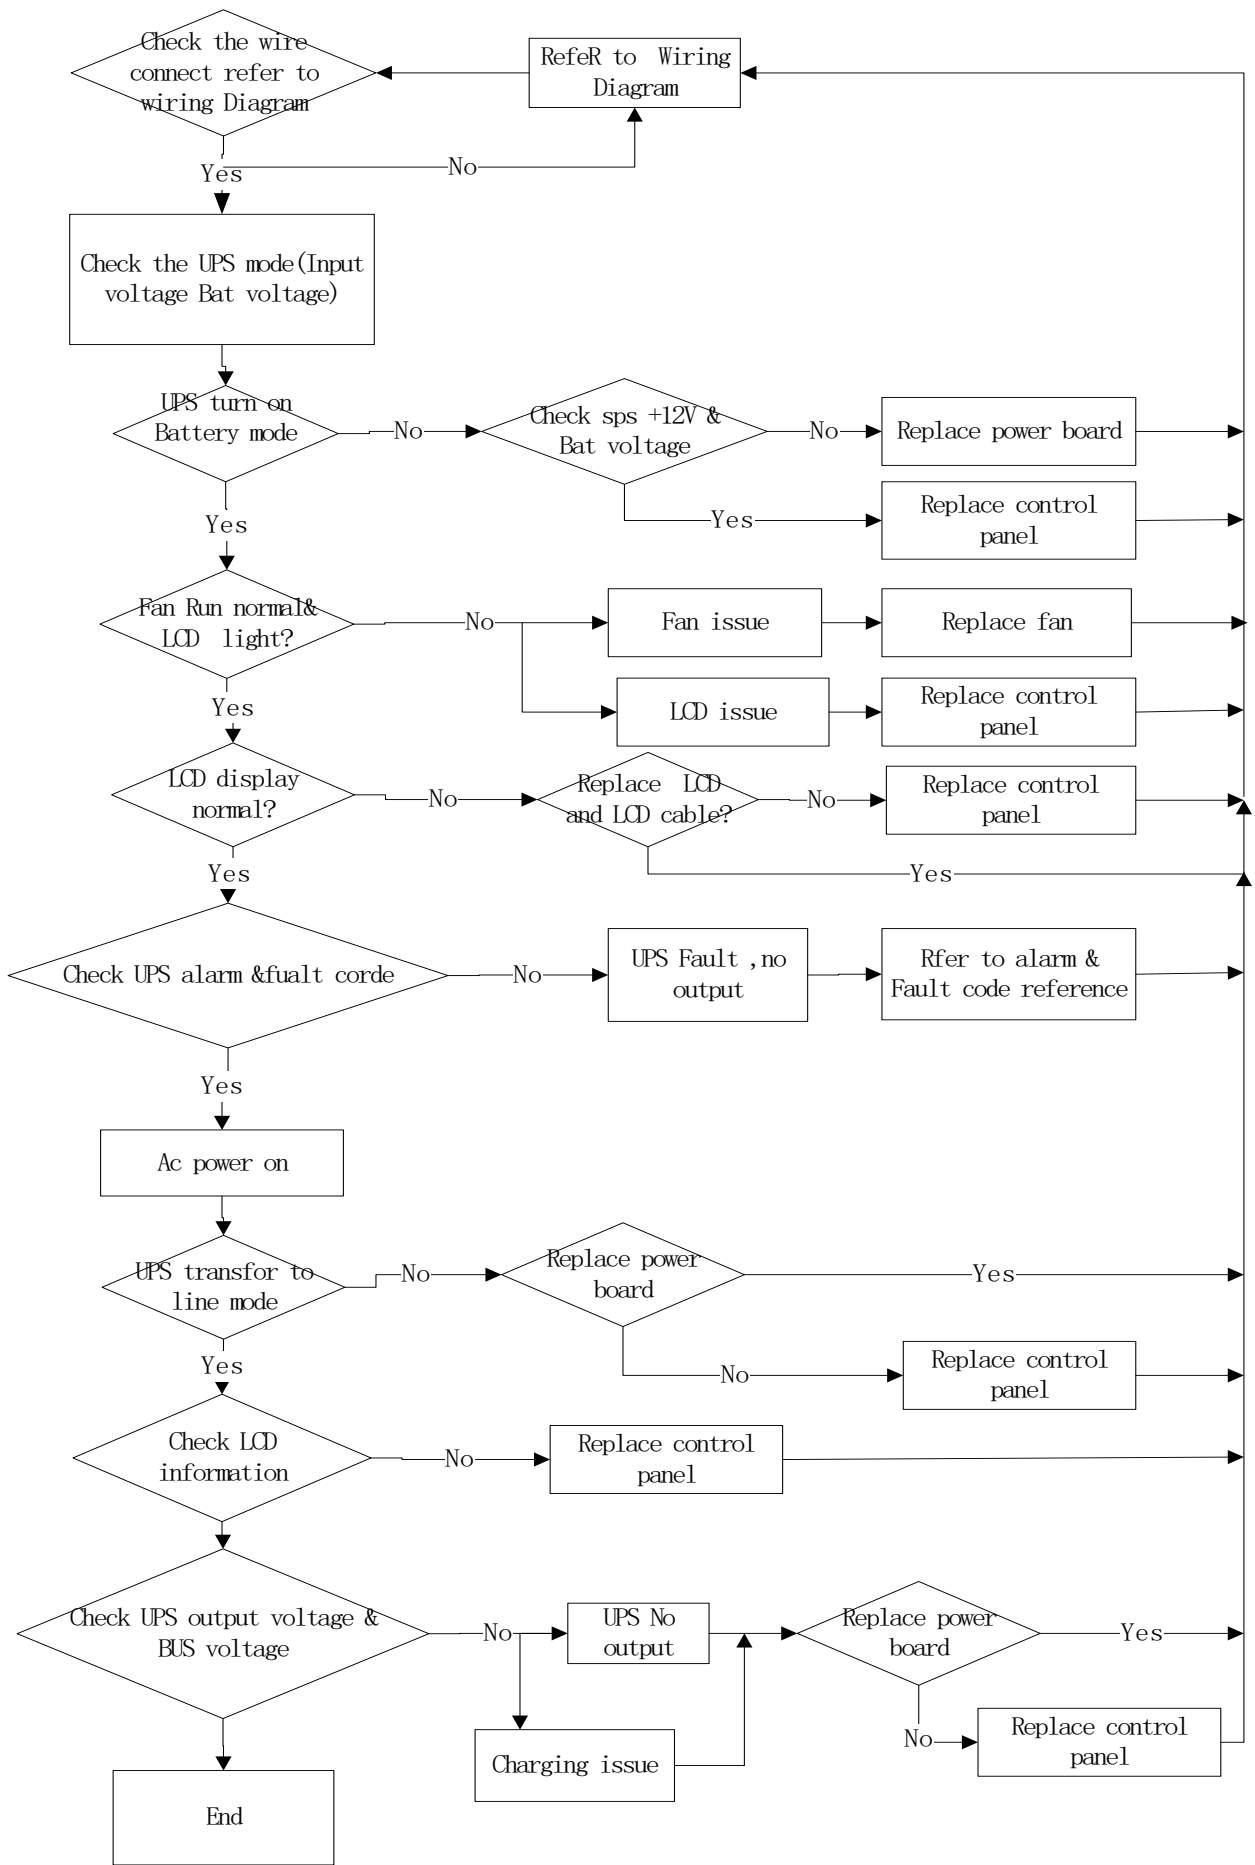 Check the wire
connect refer to
wiring Diagram
RefeR to Wiring
Diagram
No
Yes
Check the UPS mode(Input
voltage Bat voltage)
UPS turn on
Battery mode
No
Check sps +12V &
Bat voltage
No
Replace power board
Yes
Replace control
panel
Yes
Fan Run normal&
LCD light?
No
Fan issue
Replace fan
LCD issue
Replace control
panel
Yes
LCD display
normal?
No
Replace LCD
and LCD cable?
No
Replace control
panel
Yes
Yes
Check UPS alarm &fualt corde
No
UPS Fault ,no
output
Rfer to alarm &
Fault code reference
Yes
Ac power on
UPS transfor to
line mode
No
Replace power
board
Yes
No
Replace control
panel
Yes
Check LCD
information
No
Replace control
panel
Check UPS output voltage &
BUS voltage
No
UPS No
output
Replace power
board
Yes
No
Replace control
panel
Charging issue
End